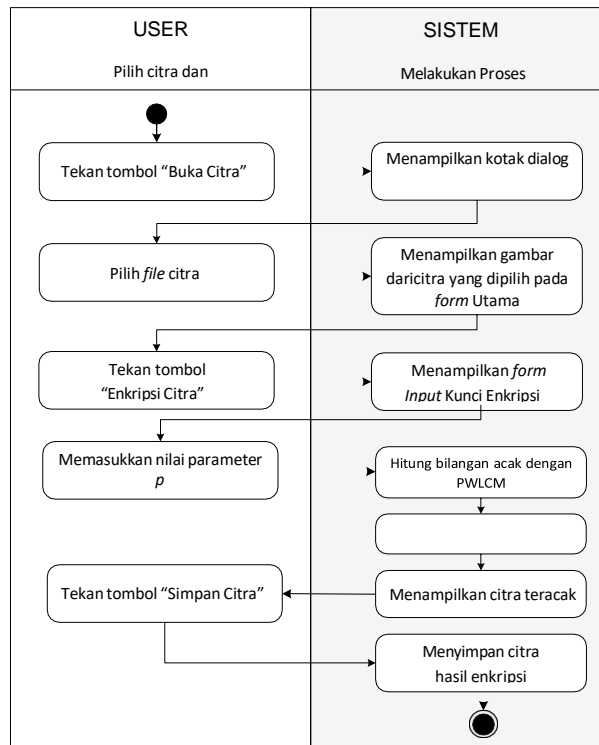 USER
SISTEM
Pilih citra dan
Melakukan Proses
Tekan tombol “Buka Citra”
Menampilkan kotak dialog
Pilih file citra
Menampilkan gambar
daricitra yang dipilih pada
form Utama
Tekan tombol
“Enkripsi Citra”
Menampilkan form
Input Kunci Enkripsi
Memasukkan nilai parameter
p
Hitung bilangan acak dengan
PWLCM
Tekan tombol “Simpan Citra”
Menampilkan citra teracak
Menyimpan citra
hasil enkripsi